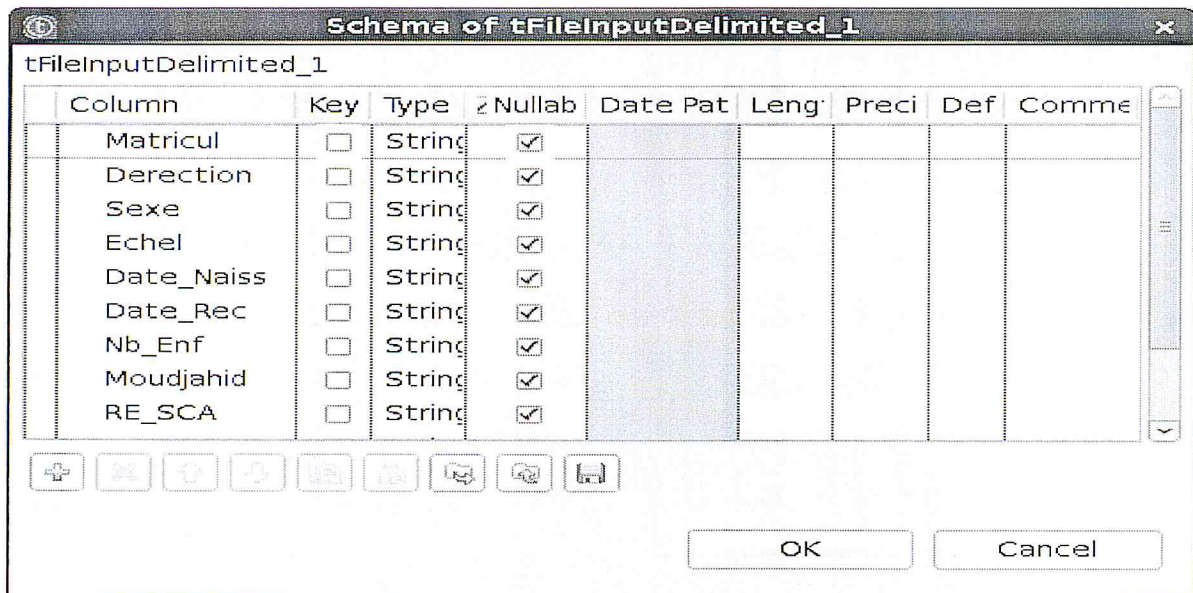 Schema of tFileInputDelimited_1
tFileInputDelimited_1
Column Key Type Nullab Date Pat Leng Preci Def Comme
Matricul String
Derection String
Sexe String
Echel String
Date_Naiss String
Date_Rec String
Nb_Enf String
Moudjahid String
RE_SCA String
OK Cancel